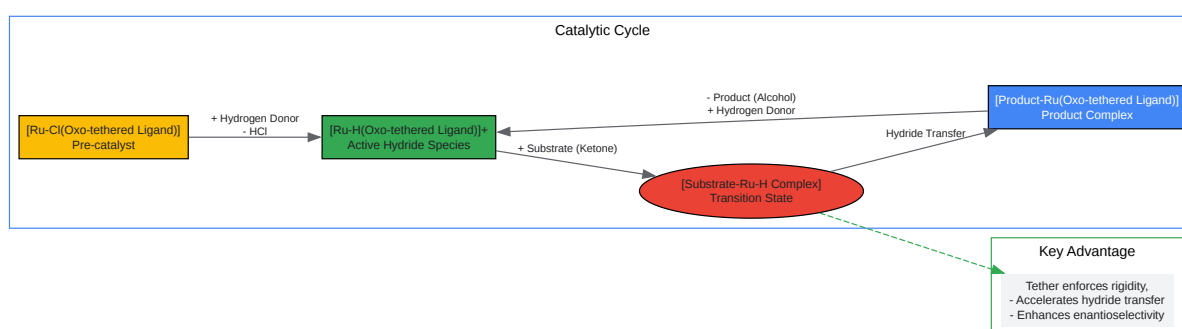 Catalytic Cycle
[Ru-Cl(Oxo-tethered Ligand)]
Pre-catalyst
+ Hydrogen Donor
- HCl
[Ru-H(Oxo-tethered Ligand)]+
Active Hydride Species
- Product (Alcohol)
+ Hydrogen Donor
+ Substrate (Ketone)
[Substrate-Ru-H Complex]
Transition State
Hydride Transfer
[Product-Ru(Oxo-tethered Ligand)]
Product Complex
Key Advantage
Tether enforces rigidity,
- Accelerates hydride transfer
- Enhances enantioselectivity